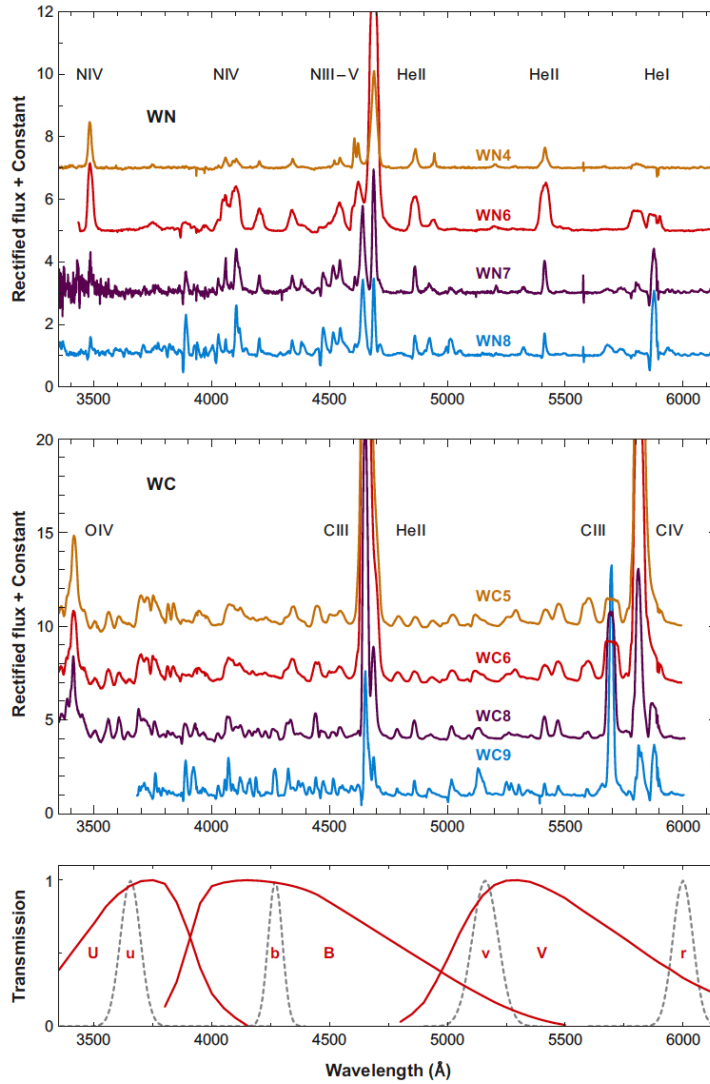 12
NIV NIV NIII–V HeII HeII HeI
10
WN
8
WN4
6
WN6
4
WN7
2
WN8
0
Rectified flux + Constant
3500 4000 4500 5000 5500 6000
20
WC
OIV CIII HeII CIII CIV
15
WC5
10
WC6
5
WC8
WC9
0
Rectified flux + Constant
3500 4000 4500 5000 5500 6000
1
U u b B v V r
0
Transmission
3500 4000 4500 5000 5500 6000
Wavelength (Å)